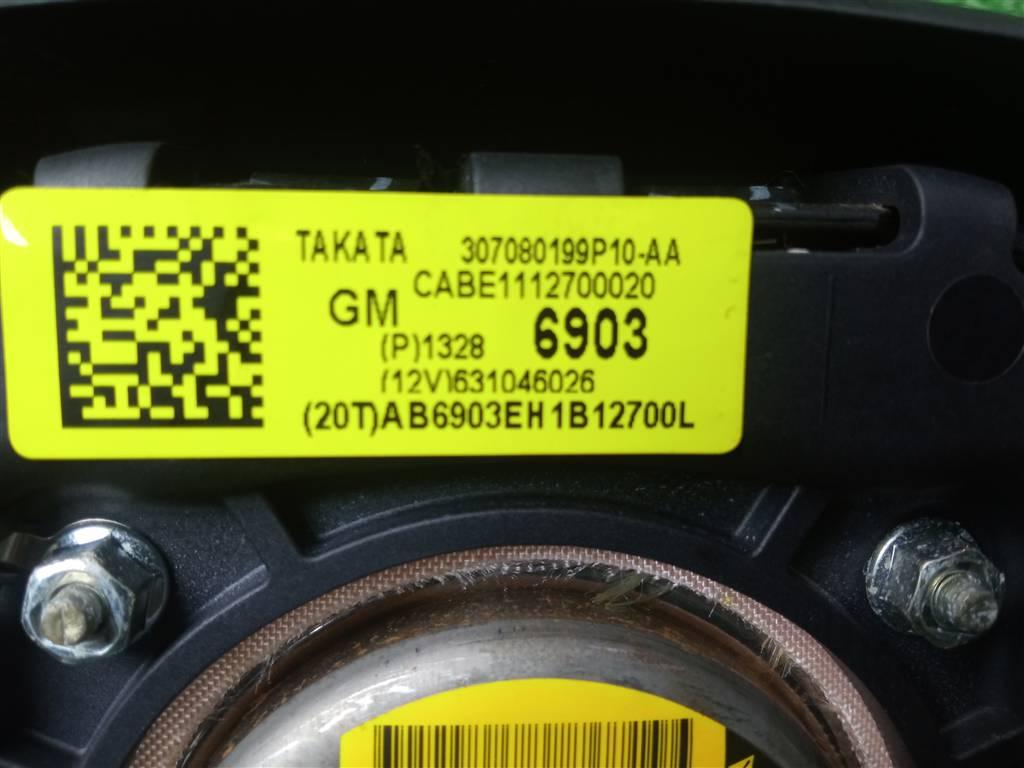 TAKATA 307080199P10-AA
CABE1112700020
GM
(P)1328 6903
(12V)631046026
(20T)AB6903EH1B12700L